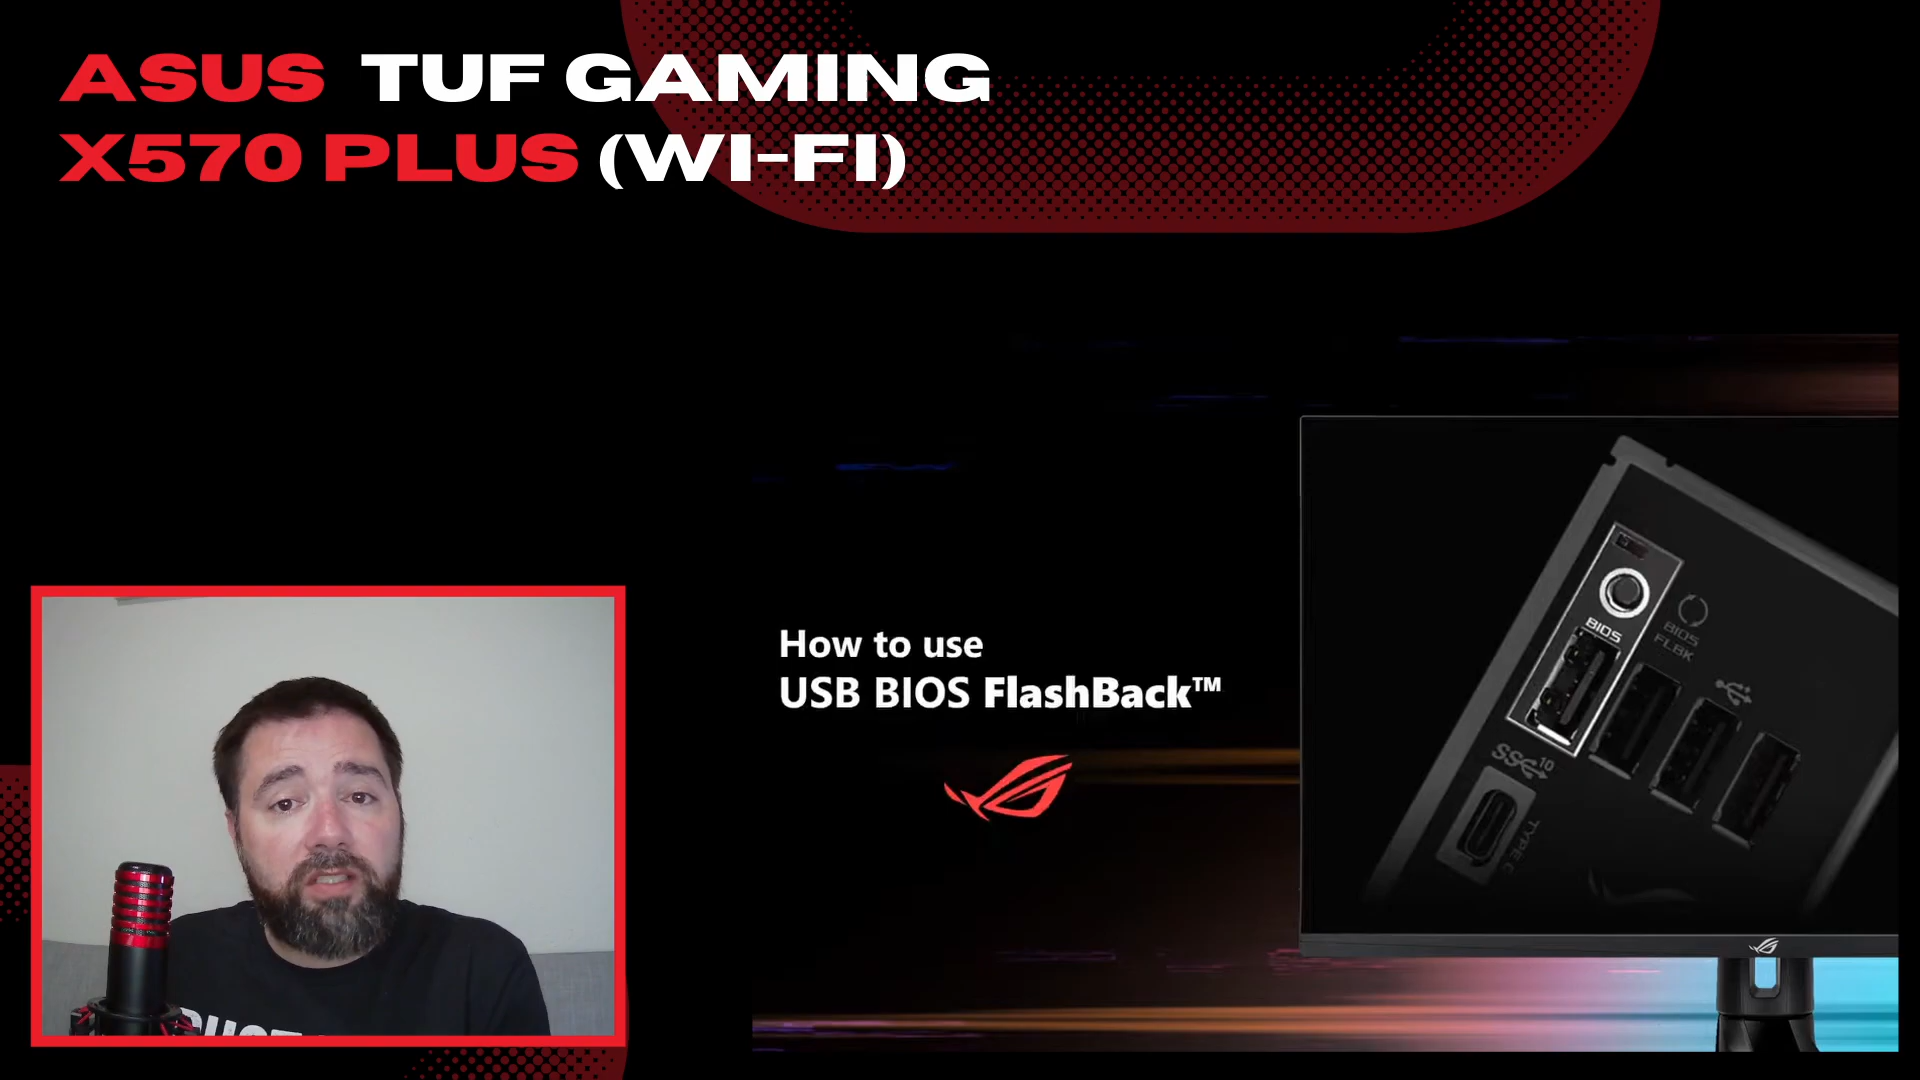 ASUS TUF GAMING
X570 PLUS (WI-FI)
How to use
USB BIOS FlashBack™
BIOS
BIOS
FLBK
SS 10
TYPE C